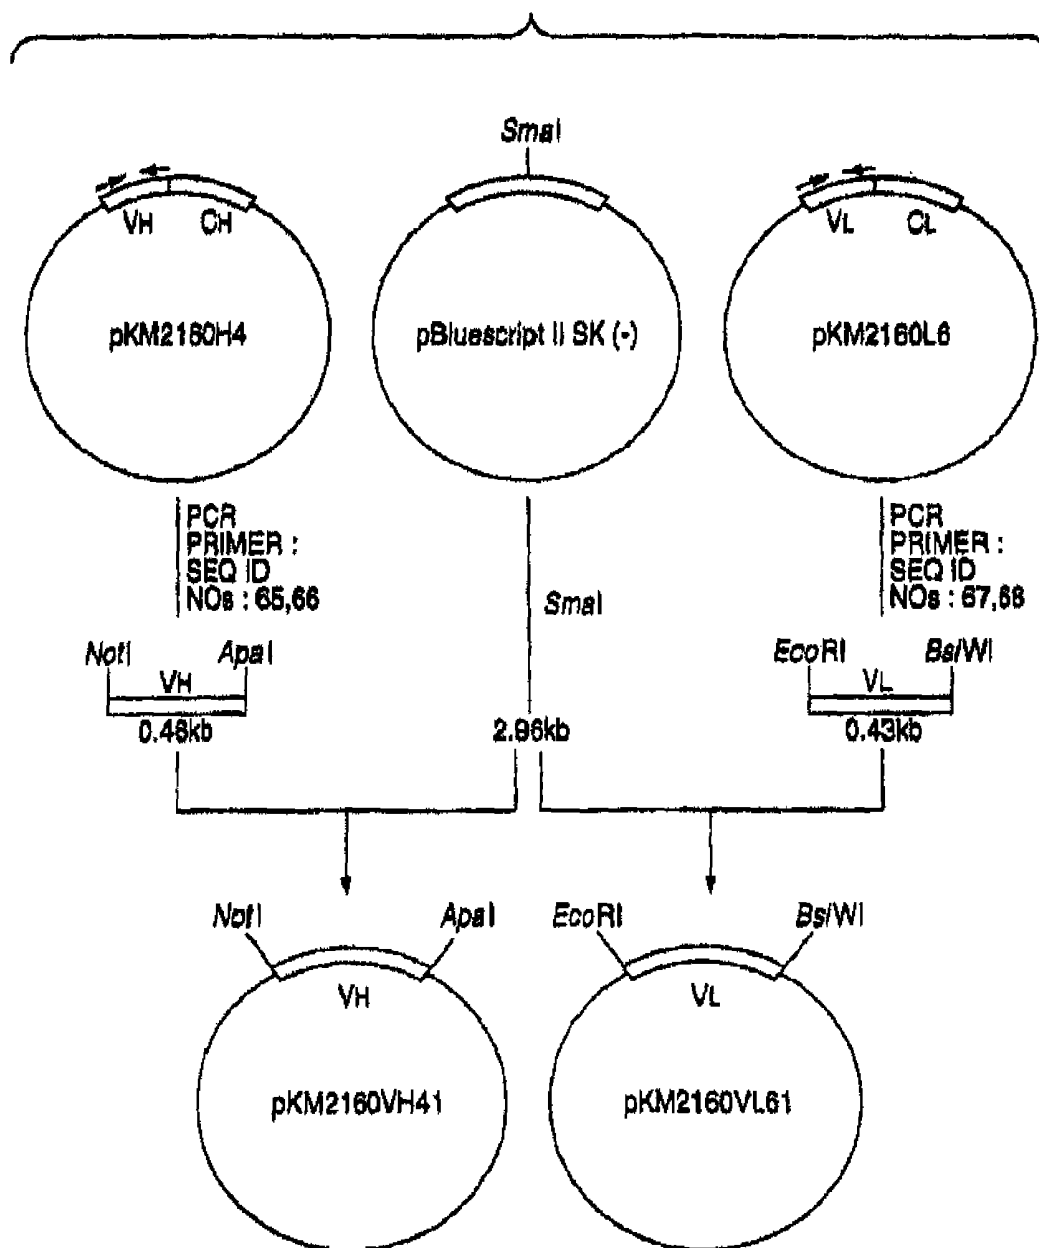 SmaI
VH CH
VL CL
pKM2160H4
pBluescript II SK (-)
pKM2160L6
PCR
PRIMER :
SEQ ID
NOs : 65,66
SmaI
PCR
PRIMER :
SEQ ID
NOs : 67,68
NotI ApaI
VH
0.46kb
2.96kb
EcoRI BsiWI
VL
0.43kb
NotI ApaI
VH
pKM2160VH41
EcoRI BsiWI
VL
pKM2160VL61